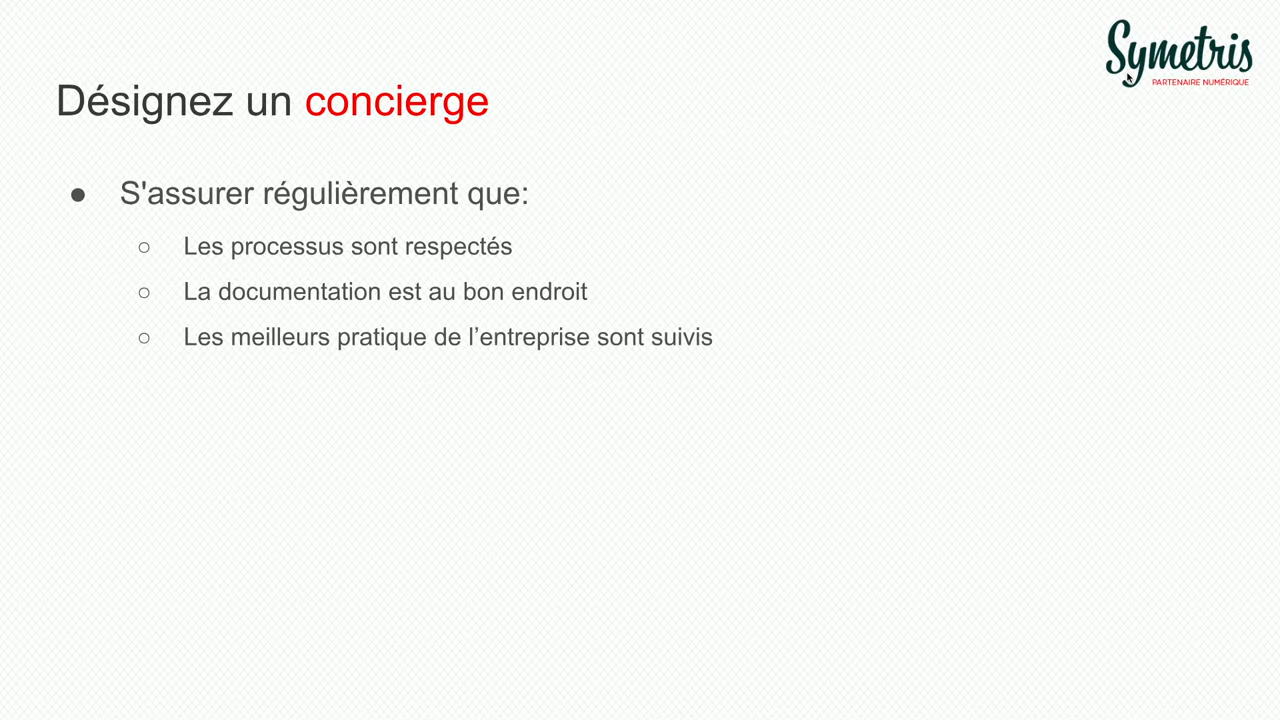 Symetris
PARTENAIRE NUMÉRIQUE
Désignez un concierge
● S'assurer régulièrement que:
○ Les processus sont respectés
○ La documentation est au bon endroit
○ Les meilleurs pratique de l’entreprise sont suivis